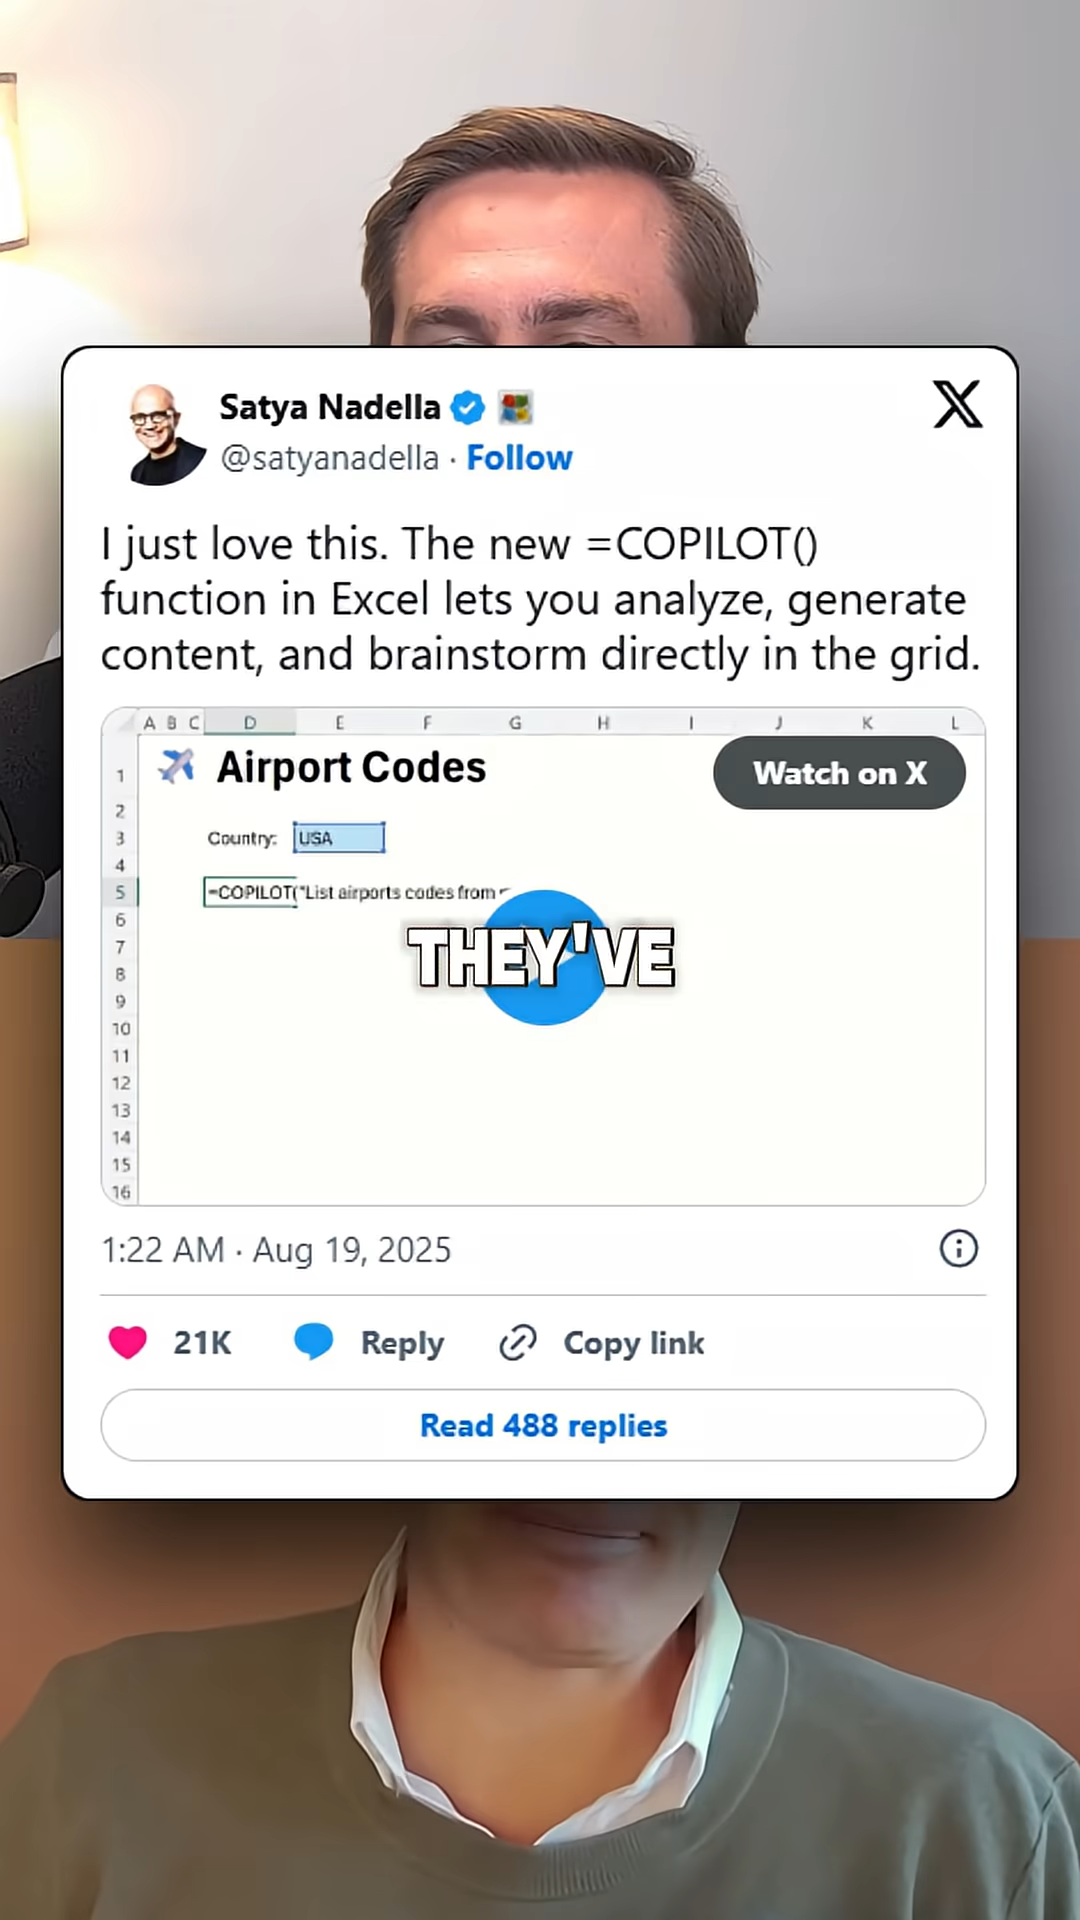 Satya Nadella
@satyanadella · Follow
I just love this. The new =COPILOT()
function in Excel lets you analyze, generate
content, and brainstorm directly in the grid.
A B C D E F G H I J K L
1 Airport Codes
Watch on X
2
3 Country: USA
4
5 =COPILOT("List airports codes from
6
7
THEY'VE
8
9
10
11
12
13
14
15
16
1:22 AM · Aug 19, 2025
21K Reply Copy link
Read 488 replies